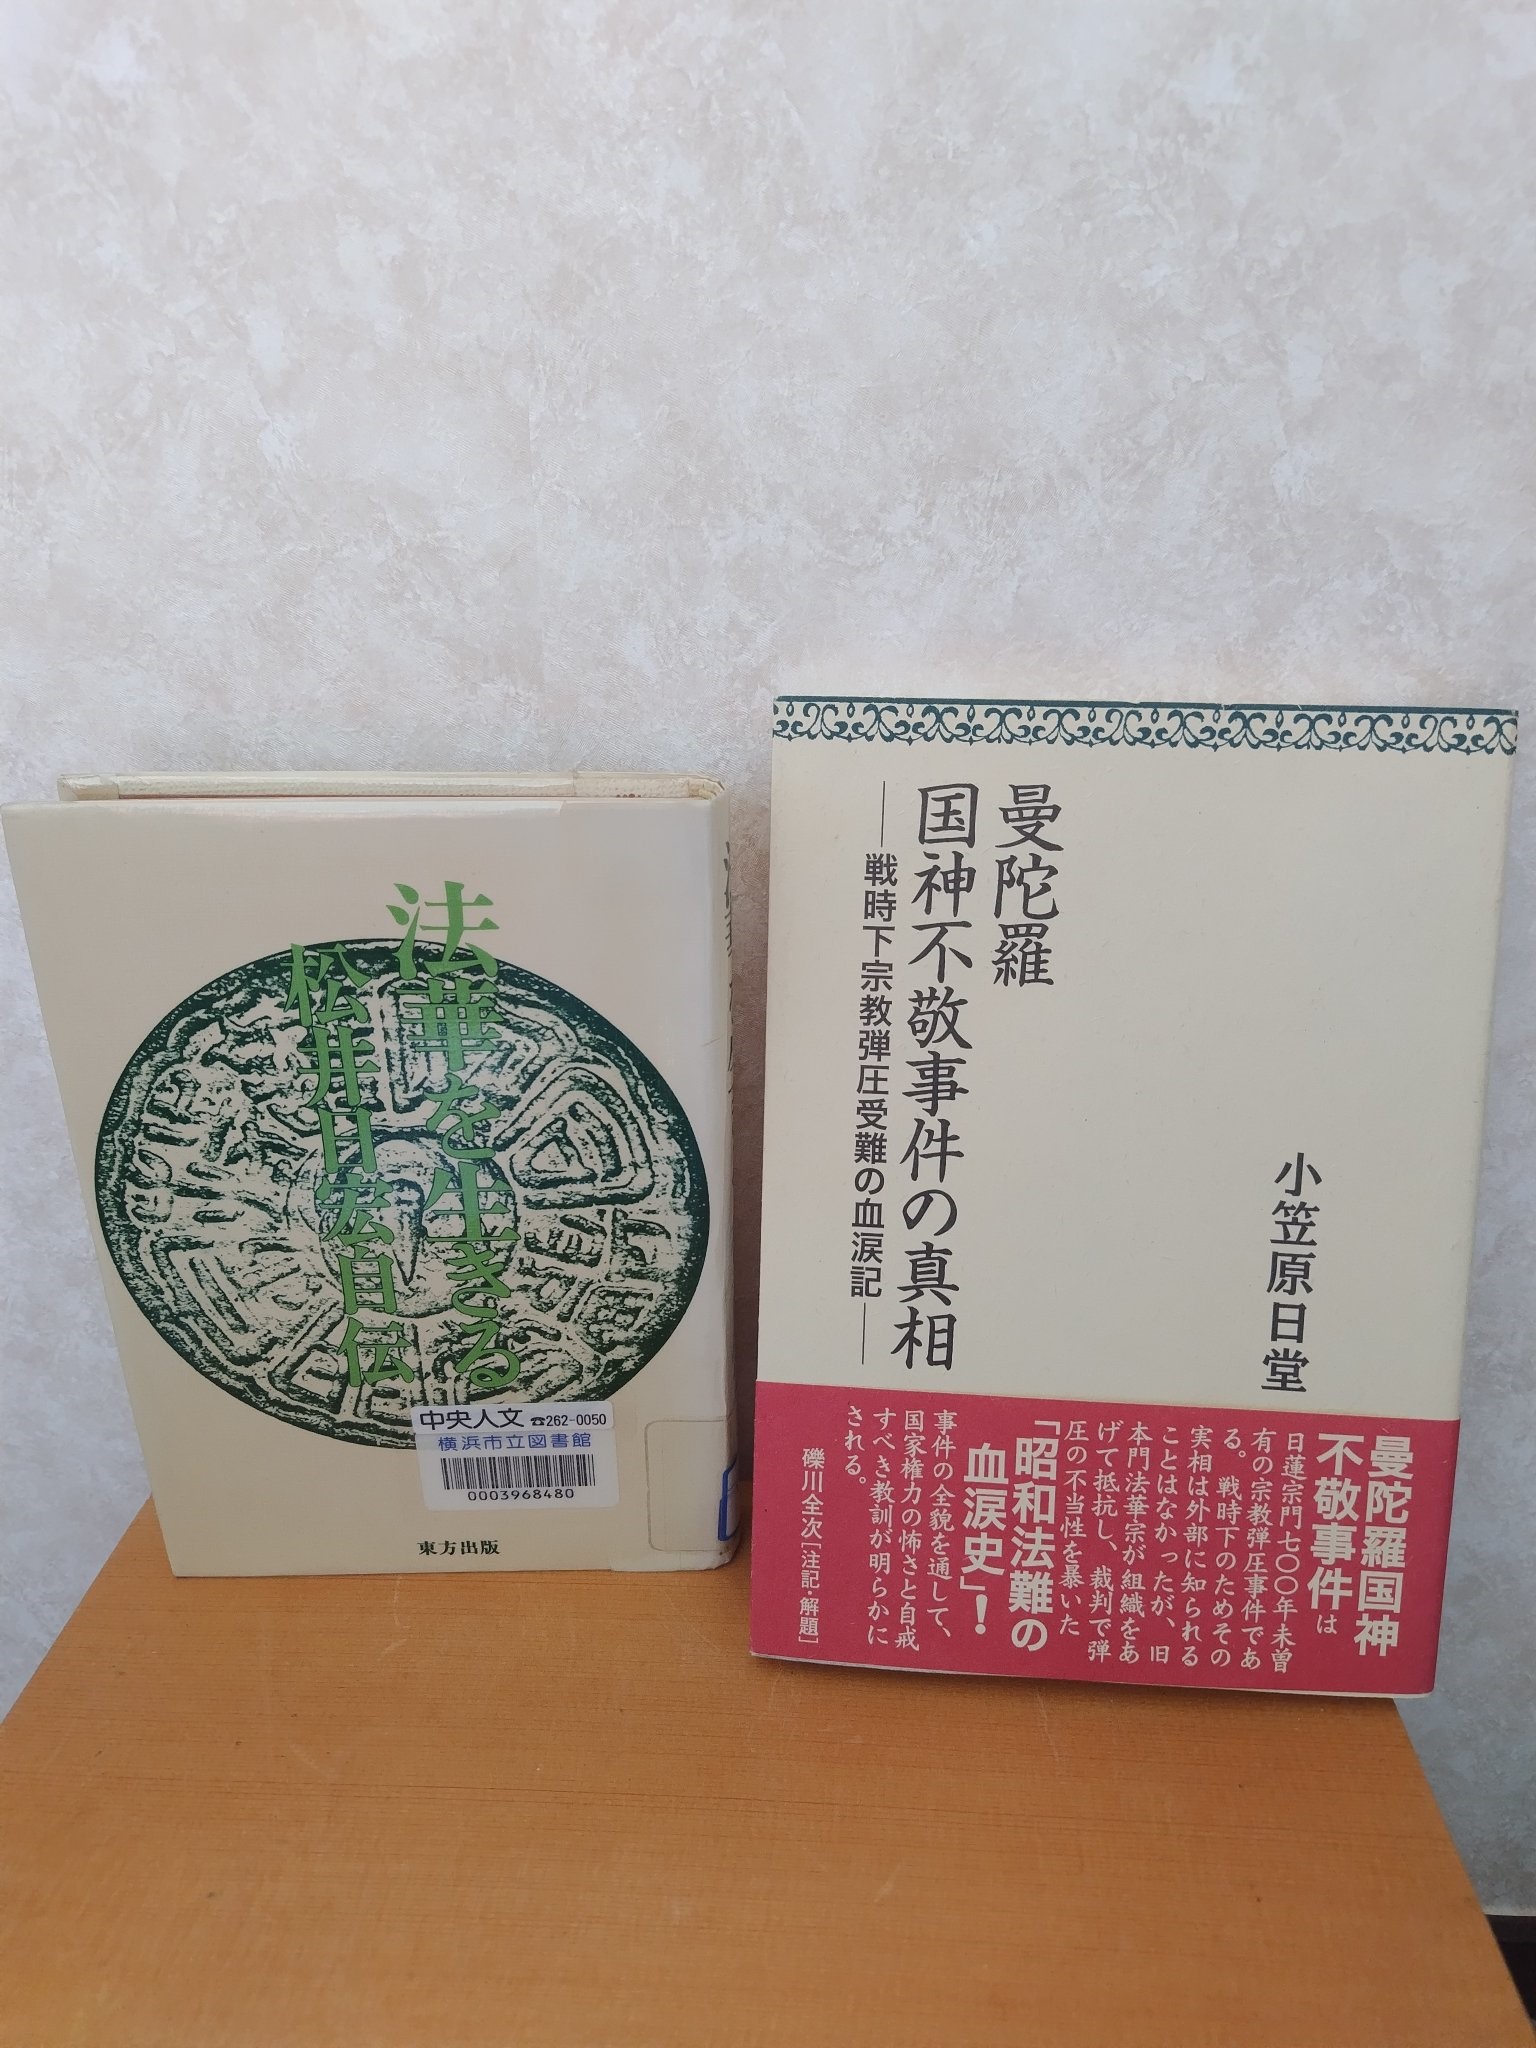 法華を生きる
松井日宏自伝
中央人文 ☎262-0050
横浜市立図書館
0003968480
東方出版
曼陀羅
国神不敬事件の真相
―戦時下宗教弾圧受難の血涙記―
小笠原日堂
曼陀羅国神
不敬事件は
日蓮宗門七〇〇年未曽
有の宗教弾圧事件であ
る。戦時下のためその
実相は外部に知られる
ことはなかったが、旧
本門法華宗が組織をあ
げて抵抗し、裁判で弾
圧の不当性を暴いた
「昭和法難の
血涙史」!
事件の全貌を通して、
国家権力の怖さと自戒
すべき教訓が明らかに
される。
礫川全次[注記・解題]